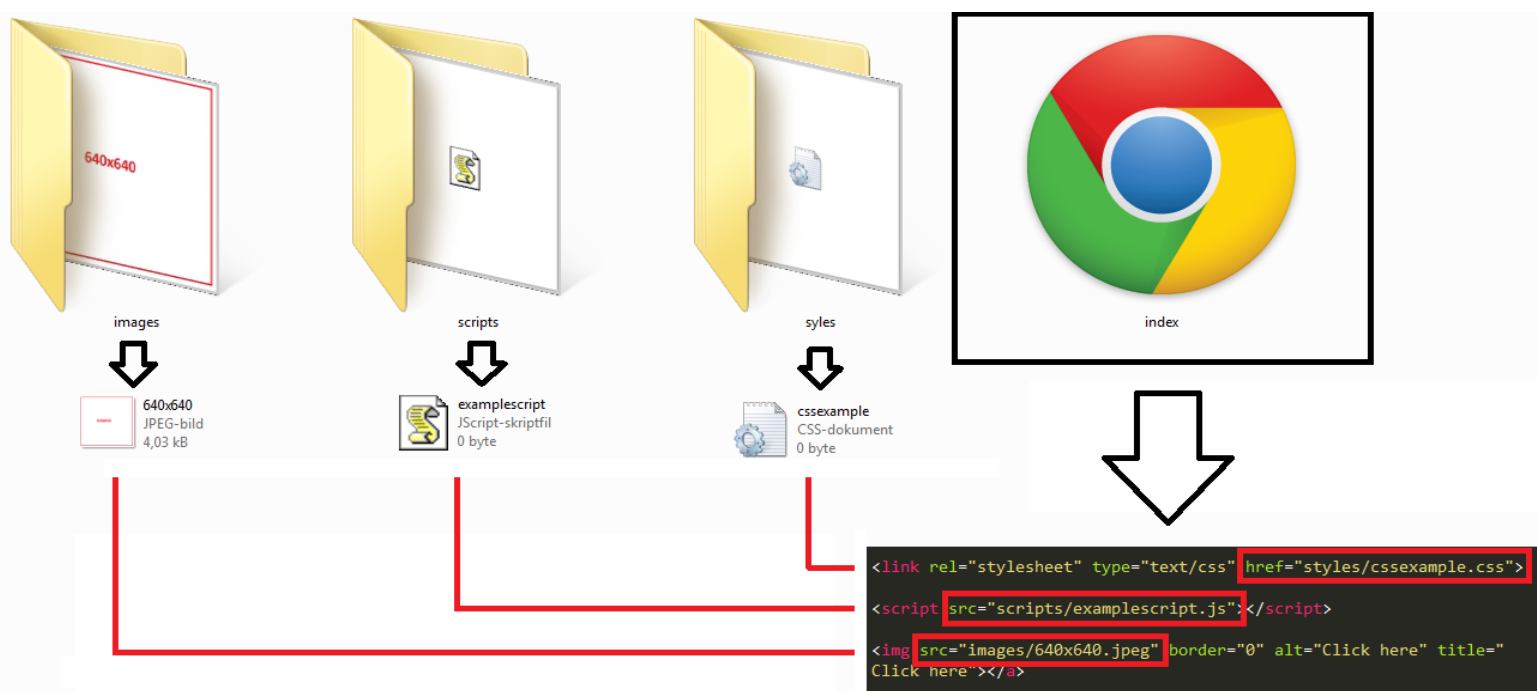 640x640
images
scripts
syles
index
640x640
JPEG-bild
4,03 kB
examplescript
JScript-skriptfil
0 byte
cssexample
CSS-dokument
0 byte
<link rel="stylesheet" type="text/css" href="styles/cssexample.css">
<script src="scripts/examplescript.js"></script>
<img src="images/640x640.jpeg" border="0" alt="Click here" title="
Click here"></a>